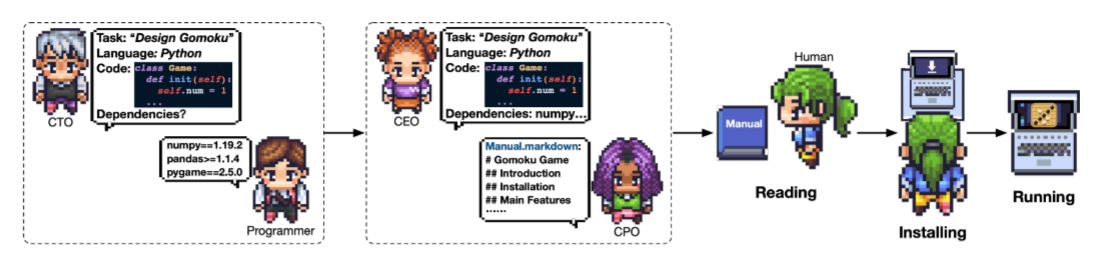 Task: “Design Gomoku”
Language: Python
Code: class Game:
def init(self):
self.num = 1
...
Dependencies?
CTO
numpy==1.19.2
pandas>=1.1.4
pygame==2.5.0
Programmer
Task: “Design Gomoku”
Language: Python
Code: class Game:
def init(self):
self.num = 1
...
Dependencies: numpy...
CEO
Manual.markdown:
# Gomoku Game
## Introduction
## Installation
## Main Features
......
CPO
Human
Manual
Reading
Installing
Running